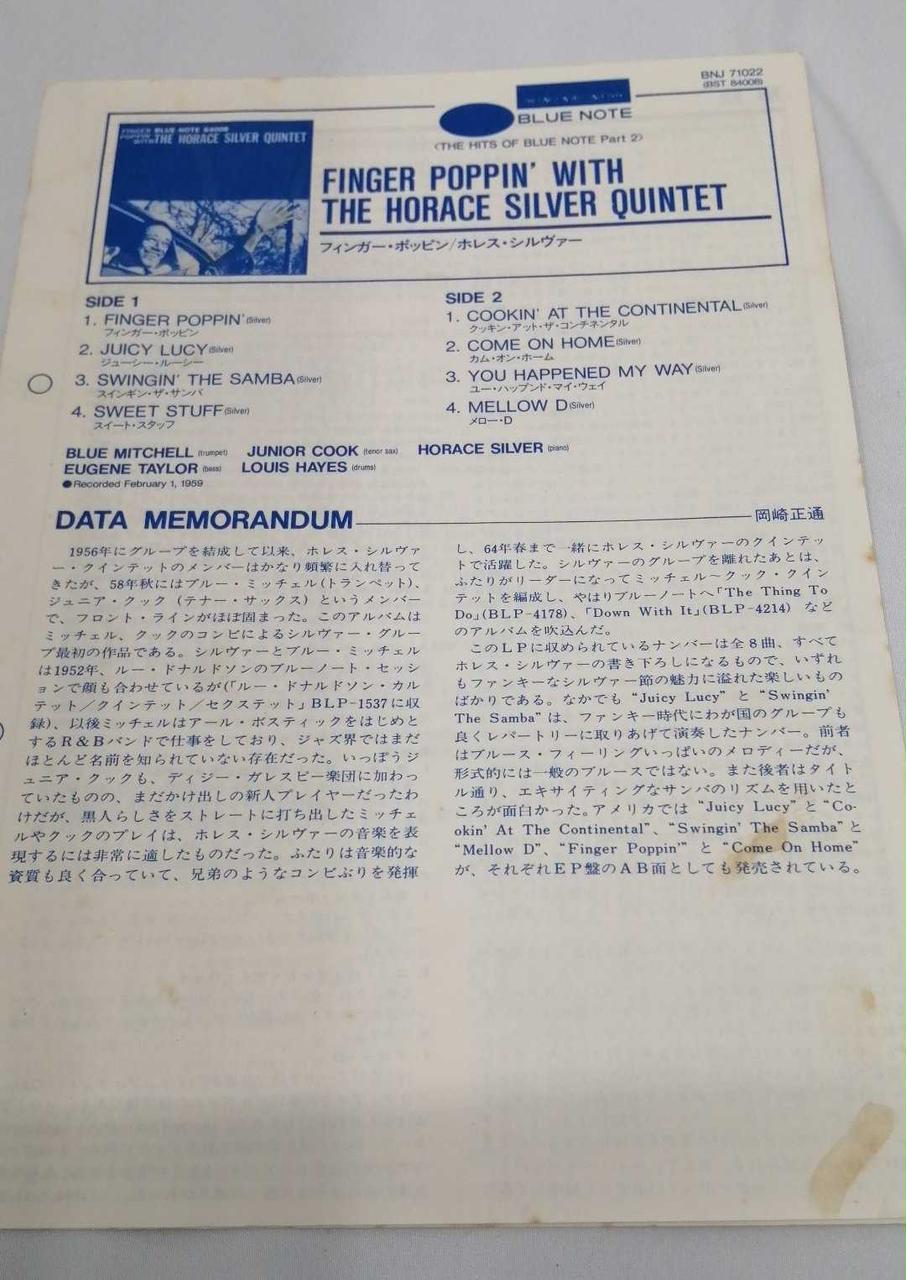 BNJ 71022
(BST 84008)
BLUE NOTE
〈THE HITS OF BLUE NOTE Part 2〉
FINGER POPPIN' WITH
THE HORACE SILVER QUINTET
フィンガー・ポッピン/ホレス・シルヴァー
FINGER BLUE NOTE 84008
POPPIN'
WITH THE HORACE SILVER QUINTET
SIDE 1
1. FINGER POPPIN' (Silver)
フィンガー・ポッピン
2. JUICY LUCY (Silver)
ジューシー・ルーシー
3. SWINGIN' THE SAMBA (Silver)
スインギン・ザ・サンバ
4. SWEET STUFF (Silver)
スイート・スタッフ
SIDE 2
1. COOKIN' AT THE CONTINENTAL (Silver)
クッキン・アット・ザ・コンチネンタル
2. COME ON HOME (Silver)
カム・オン・ホーム
3. YOU HAPPENED MY WAY (Silver)
ユー・ハップンド・マイ・ウェイ
4. MELLOW D (Silver)
メロー・D
BLUE MITCHELL (trumpet) JUNIOR COOK (tenor sax) HORACE SILVER (piano)
EUGENE TAYLOR (bass) LOUIS HAYES (drums)
●Recorded February 1, 1959
DATA MEMORANDUM 岡崎正通
1956年にグループを結成して以来、ホレス・シルヴァ
ー・クインテットのメンバーはかなり頻繁に入れ替って
きたが、58年秋にはブルー・ミッチェル(トランペット)、
ジュニア・クック(テナー・サックス)というメンバー
で、フロント・ラインがほぼ固まった。このアルバムは
ミッチェル、クックのコンビによるシルヴァー・グルー
プ最初の作品である。シルヴァーとブルー・ミッチェル
は1952年、ルー・ドナルドソンのブルーノート・セッシ
ョンで顔も合わせているが(「ルー・ドナルドソン・カル
テット/クインテット/セクステット」BLP-1537に収
録)、以後ミッチェルはアール・ボスティックをはじめと
するR&Bバンドで仕事をしており、ジャズ界ではまだ
ほとんど名前を知られていない存在だった。いっぽうジ
ュニア・クックも、ディジー・ガレスピー楽団に加わっ
ていたものの、まだかけ出しの新人プレイヤーだったわ
けだが、黒人らしさをストレートに打ち出したミッチェ
ルやクックのプレイは、ホレス・シルヴァーの音楽を表
現するには非常に適したものだった。ふたりは音楽的な
資質も良く合っていて、兄弟のようなコンビぶりを発揮
し、64年春まで一緒にホレス・シルヴァーのクインテッ
トで活躍した。シルヴァーのグループを離れたあとは、
ふたりがリーダーになってミッチェル~クック・クイン
テットを編成し、やはりブルーノートへ「The Thing To
Do」(BLP-4178)、「Down With It」(BLP-4214) など
のアルバムを吹込んだ。
このLPに収められているナンバーは全8曲、すべて
ホレス・シルヴァーの書き下ろしになるもので、いずれ
もファンキーなシルヴァー節の魅力に溢れた楽しいもの
ばかりである。なかでも“Juicy Lucy” と “Swingin'
The Samba” は、ファンキー時代にわが国のグループも
良くレパートリーに取りあげて演奏したナンバー。前者
はブルース・フィーリングいっぱいのメロディーだが、
形式的には一般のブルースではない。また後者はタイト
ル通り、エキサイティングなサンバのリズムを用いたと
ころが面白かった。アメリカでは “Juicy Lucy” と “Co-
okin' At The Continental”、“Swingin' The Samba” と
“Mellow D”、“Finger Poppin'” と “Come On Home”
が、それぞれEP盤のAB面としても発売されている。